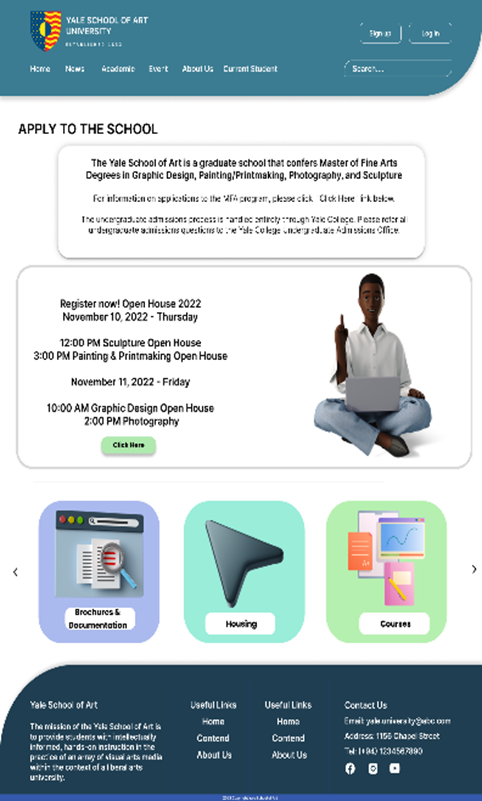 YALE SCHOOL OF ART
UNIVERSITY
Sign up
Log In
Home
News
Academic
Event
About Us
Current Student
Search....
APPLY TO THE SCHOOL
The Yale School of Art is a graduate school that confers Master of Fine Arts
Degrees in Graphic Design, Painting/Printmaking, Photography, and Sculpture
For information on applications to the MFA program, please click Click Here link below.
The undergraduate admissions process is handled entirely through Yale College. Please refer all
undergraduate admissions questions to the Yale College Undergraduate Admissions Office.
Register now! Open House 2022
November 10, 2022 - Thursday
12:00 PM Sculpture Open House
3:00 PM Painting & Printmaking Open House
November 11, 2022 - Friday
10:00 AM Graphic Design Open House
2:00 PM Photography
Click Here
Brochures &
Documentation
Housing
A+
Courses
Yale School of Art
The mission of the Yale School of Art is
to provide students with intellectually
informed, hands-on instruction in the
practice of an array of visual arts media
within the context of a liberal arts
university.
Useful Links
Home
Contend
About Us
Useful Links
Home
Contend
About Us
Contact Us
Email: yale.university@abc.com
Address: 1156 Chapel Street
Tel: (+94) 1234567890